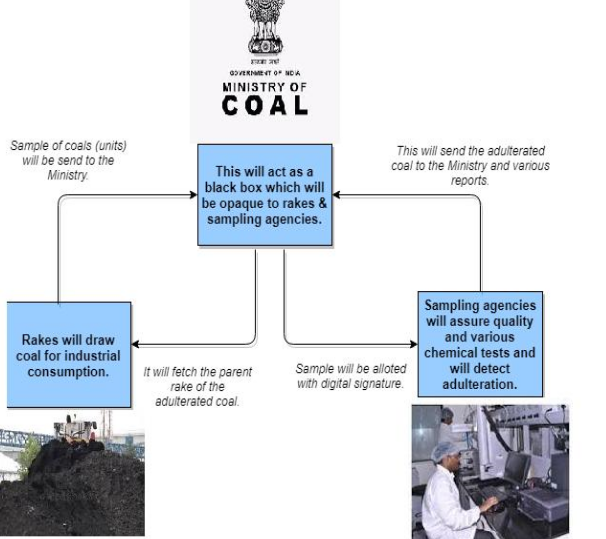 सत्यमेव जयते
GOVERNMENT OF INDIA
MINISTRY OF
COAL
Sample of coals (units)
will be send to the
Ministry.
This will act as a
black box which will
be opaque to rakes &
sampling agencies.
This will send the adulterated
coal to the Ministry and various
reports.
Rakes will draw
coal for industrial
consumption.
It will fetch the parent
rake of the
adulterated coal.
Sample will be alloted
with digital signature.
Sampling agencies
will assure quality
and various
chemical tests and
will detect
adulteration.